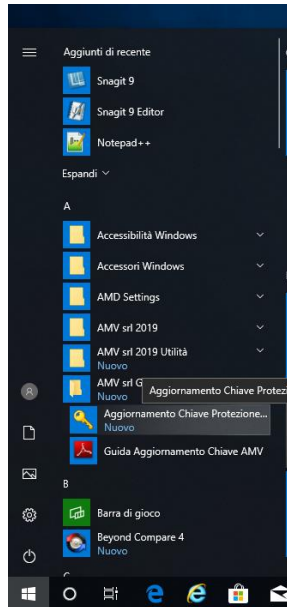 Aggiunti di recente
Snagit 9
Snagit 9 Editor
Notepad++
Espandi
A
Accessibilità Windows
Accessori Windows
AMD Settings
AMV srl 2019
AMV srl 2019 Utilità
Nuovo
AMV srl G
Aggiornamento Chiave Protezi
Nuovo
Aggiornamento Chiave Protezione...
Nuovo
Guida Aggiornamento Chiave AMV
B
Barra di gioco
Beyond Compare 4
Nuovo